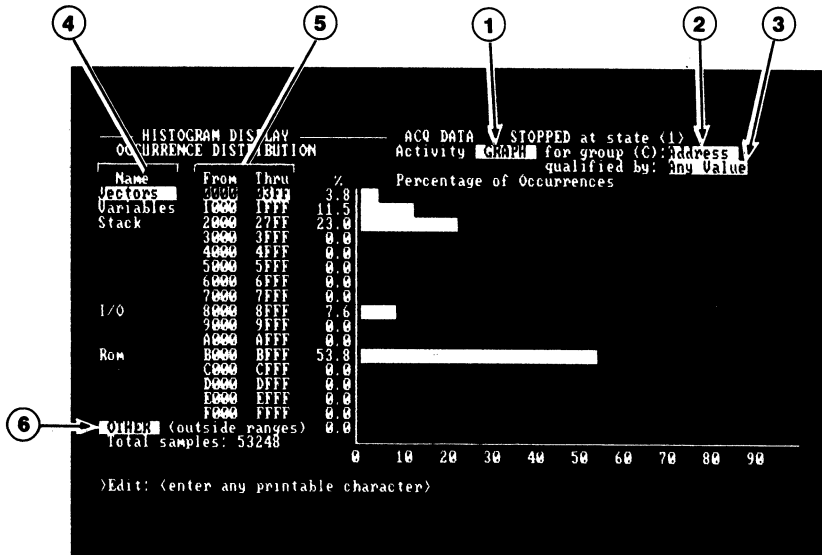 4 5 1 2 3
HISTOGRAM DISPLAY ACQ DATA STOPPED at state (1)
OCCURRENCE DISTRIBUTION Activity GRAPH for group (C): Address
qualified by: Any Value
Name From Thru % Percentage of Occurrences
Vectors 0000 03FF 3.8
Variables 1000 1FFF 11.5
Stack 2000 27FF 23.0
3000 3FFF 0.0
4000 4FFF 0.0
5000 5FFF 0.0
6000 6FFF 0.0
7000 7FFF 0.0
I/O 8000 8FFF 7.6
9000 9FFF 0.0
A000 AFFF 0.0
Rom B000 BFFF 53.8
C000 CFFF 0.0
D000 DFFF 0.0
E000 EFFF 0.0
F000 FFFF 0.0
6 OTHER (outside ranges) 0.0
Total samples: 53248
0 10 20 30 40 50 60 70 80 90
>Edit: <enter any printable character>